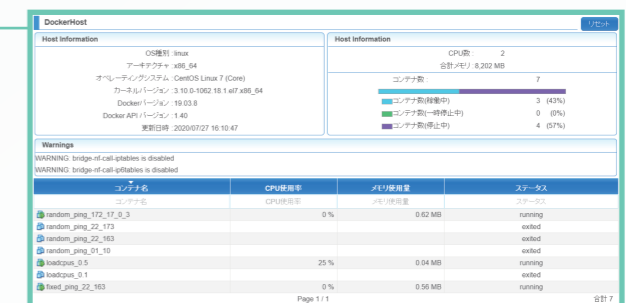 DockerHost
リセット
Host Information
OS種別 :linux
アーキテクチャ :x86_64
オペレーティングシステム :CentOS Linux 7 (Core)
カーネルバージョン :3.10.0-1062.18.1.el7.x86_64
Dockerバージョン :19.03.8
Docker APIバージョン :1.40
更新日時 :2020/07/27 16:10:47
Host Information
CPU数: 2
合計メモリ: 8,202 MB
コンテナ数: 7
コンテナ数(稼働中) 3 (43%)
コンテナ数(一時停止中) 0 (0%)
コンテナ数(停止中) 4 (57%)
Warnings
WARNING: bridge-nf-call-iptables is disabled
WARNING: bridge-nf-call-ip6tables is disabled
コンテナ名 CPU使用率 メモリ使用量 ステータス
コンテナ名 CPU使用率 メモリ使用量 ステータス
random_ping_172_17_0_3 0 % 0.62 MB running
random_ping_22_173 exited
random_ping_22_163 exited
random_ping_01_10 exited
loadcpus_0.5 25 % 0.04 MB running
loadcpus_0.1 exited
fixed_ping_22_163 0 % 0.56 MB running
Page 1 / 1 合計 7